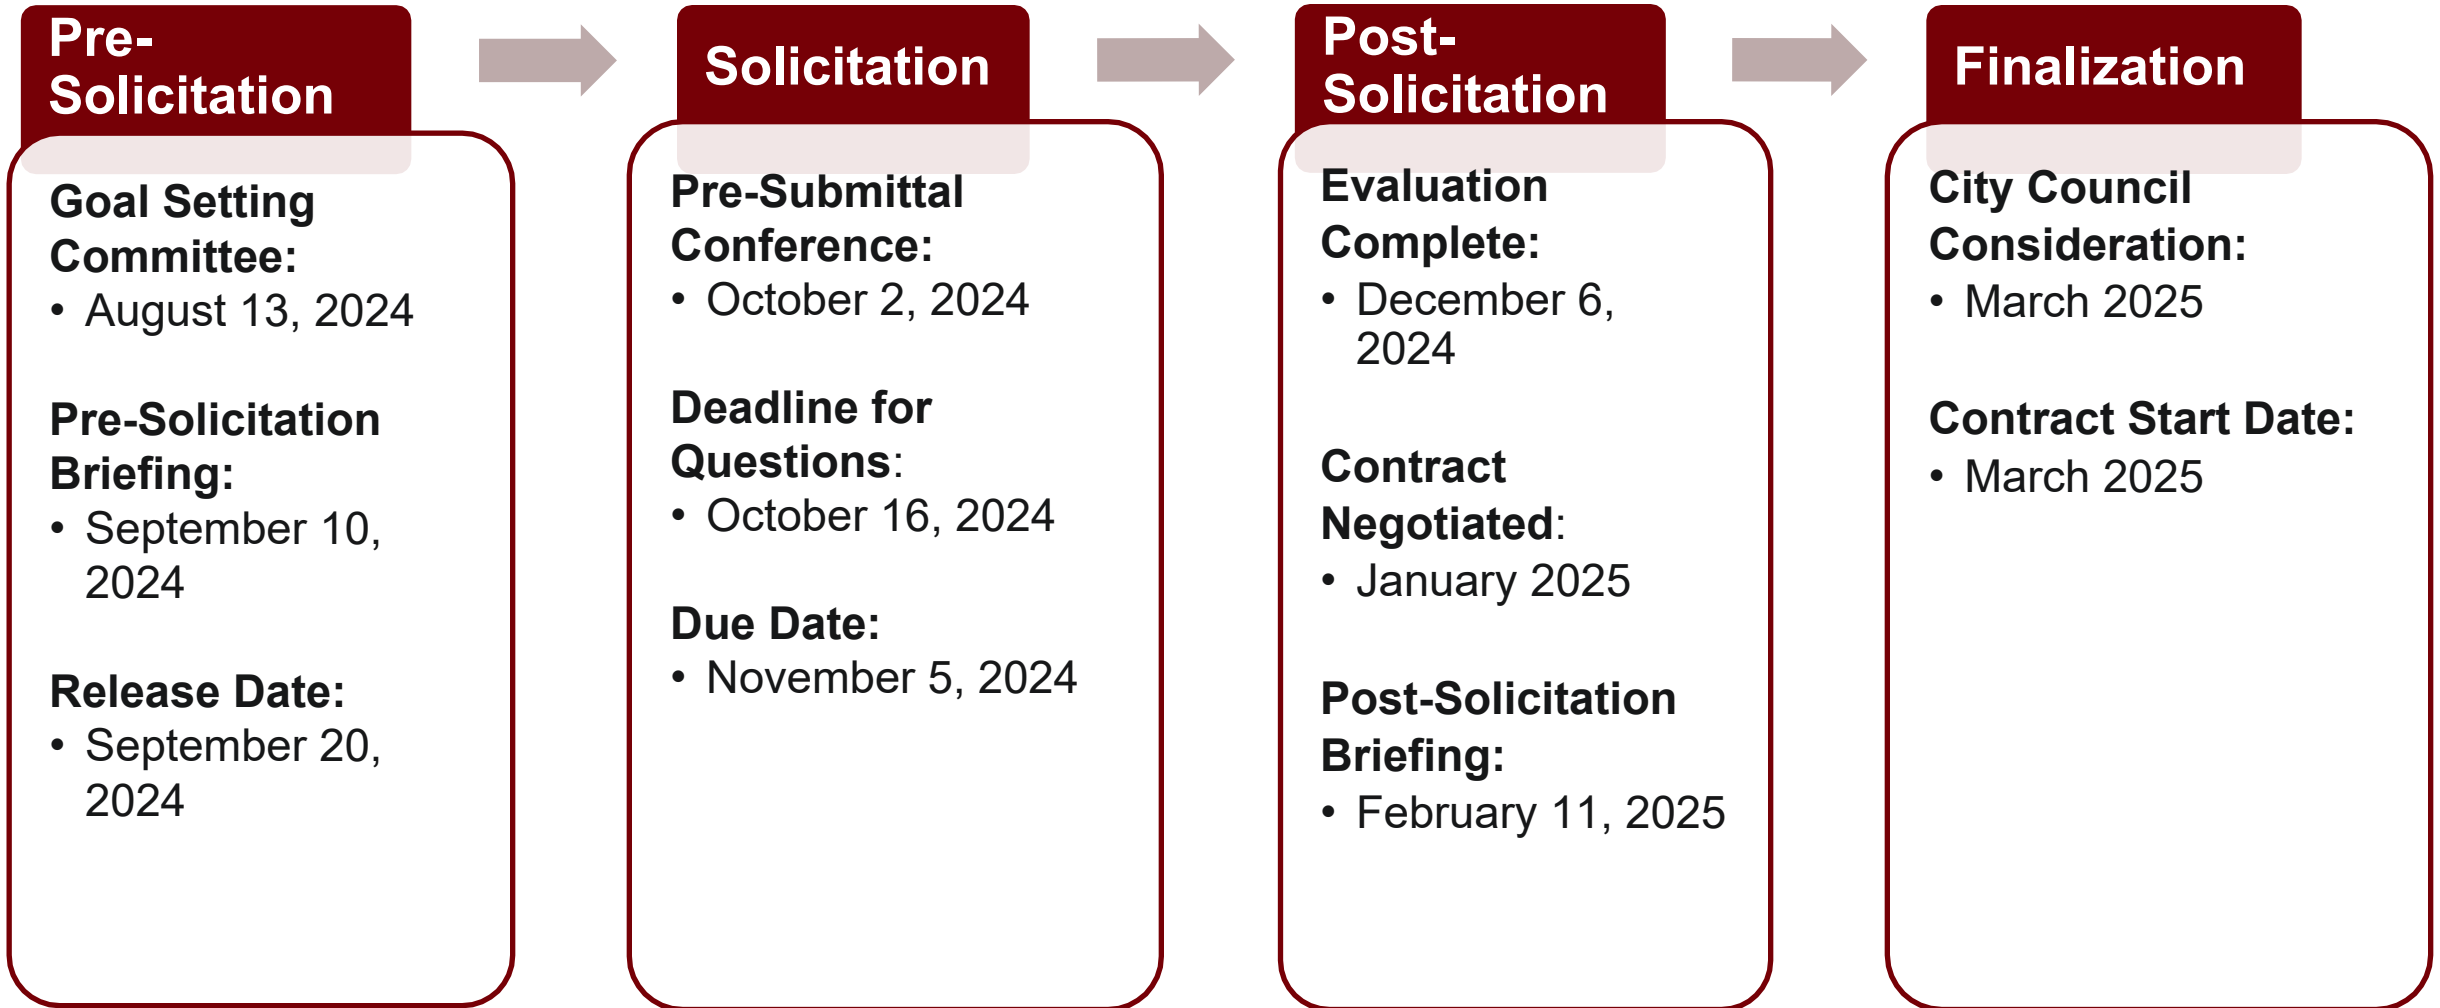 Pre-
Solicitation
Goal Setting
Committee:
• August 13, 2024
Pre-Solicitation
Briefing:
• September 10,
2024
Release Date:
• September 20,
2024
Solicitation
Pre-Submittal
Conference:
• October 2, 2024
Deadline for
Questions:
• October 16, 2024
Due Date:
• November 5, 2024
Post-
Solicitation
Evaluation
Complete:
• December 6,
2024
Contract
Negotiated:
• January 2025
Post-Solicitation
Briefing:
• February 11, 2025
Finalization
City Council
Consideration:
• March 2025
Contract Start Date:
• March 2025